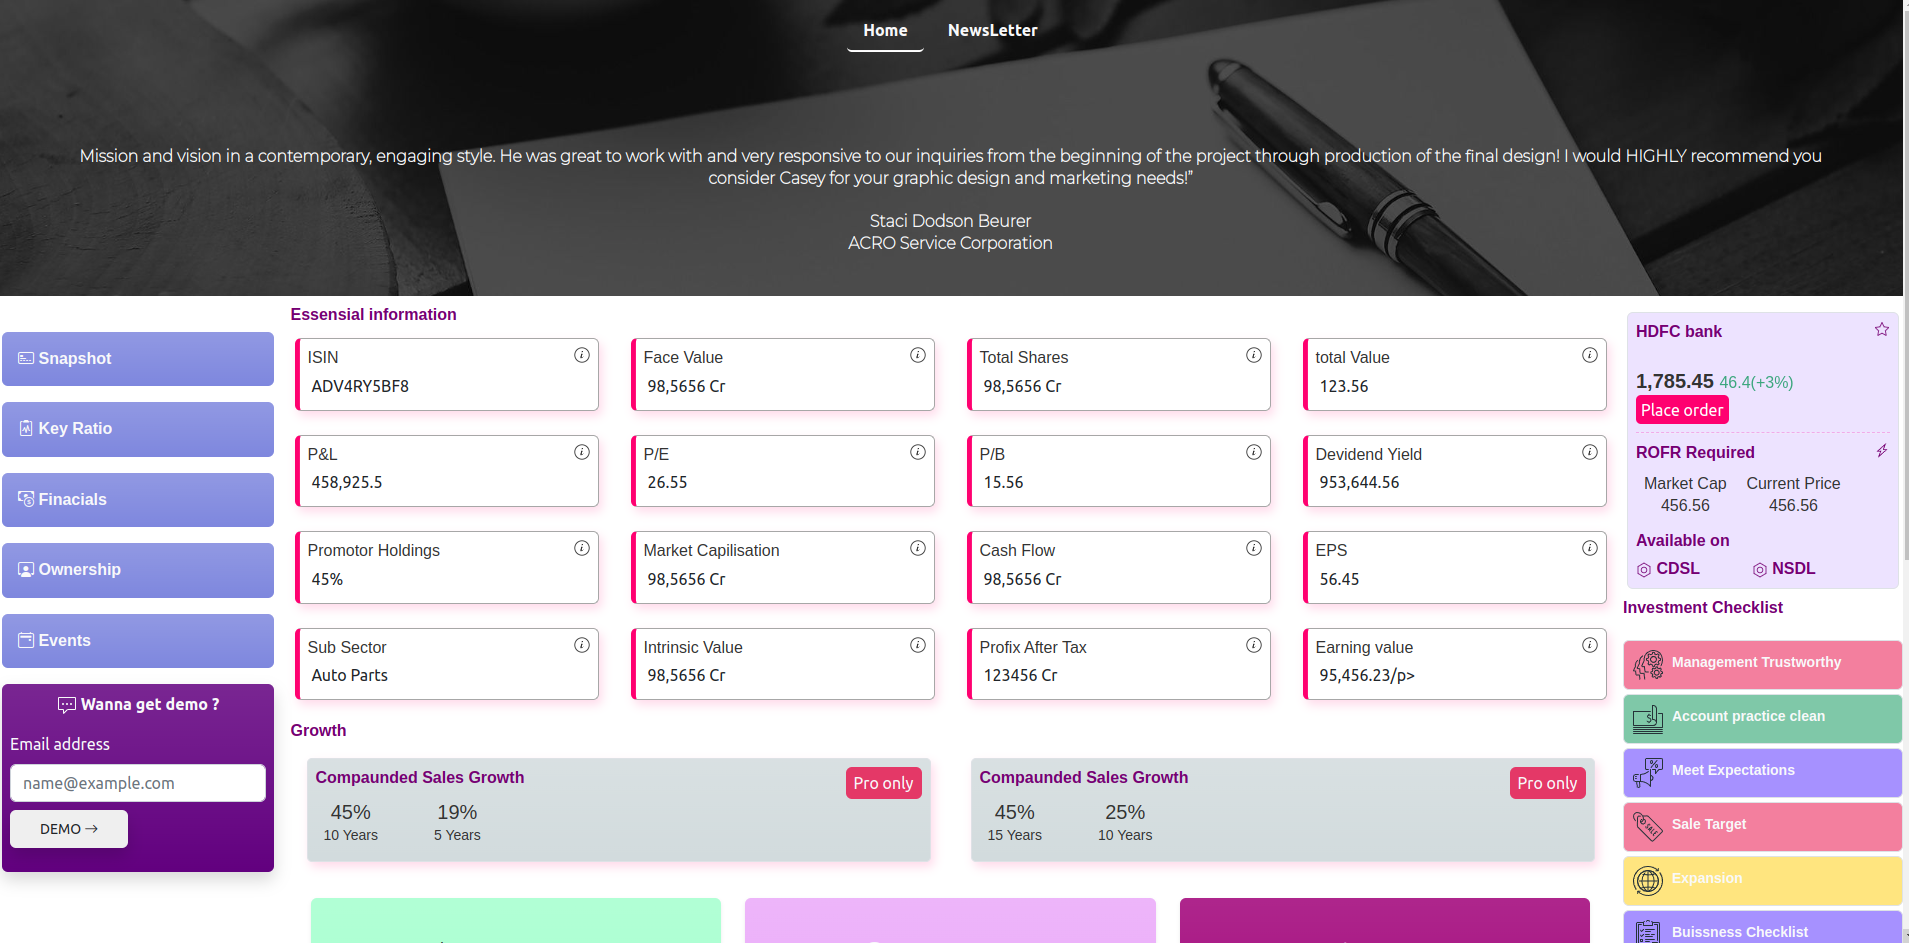 Home NewsLetter
Mission and vision in a contemporary, engaging style. He was great to work with and very responsive to our inquiries from the beginning of the project through production of the final design! I would HIGHLY recommend you
consider Casey for your graphic design and marketing needs!”
Staci Dodson Beurer
ACRO Service Corporation
Snapshot
Key Ratio
Finacials
Ownership
Events
Wanna get demo ?
Email address
name@example.com
DEMO →
Essensial information
ISIN
ADV4RY5BF8
Face Value
98,5656 Cr
Total Shares
98,5656 Cr
total Value
123.56
P&L
458,925.5
P/E
26.55
P/B
15.56
Devidend Yield
953,644.56
Promotor Holdings
45%
Market Capilisation
98,5656 Cr
Cash Flow
98,5656 Cr
EPS
56.45
Sub Sector
Auto Parts
Intrinsic Value
98,5656 Cr
Profix After Tax
123456 Cr
Earning value
95,456.23/p>
Growth
Compaunded Sales Growth Pro only
45% 19%
10 Years 5 Years
Compaunded Sales Growth Pro only
45% 25%
15 Years 10 Years
HDFC bank
1,785.45 46.4(+3%)
Place order
ROFR Required
Market Cap Current Price
456.56 456.56
Available on
CDSL NSDL
Investment Checklist
Management Trustworthy
Account practice clean
Meet Expectations
Sale Target
Expansion
Buissness Checklist